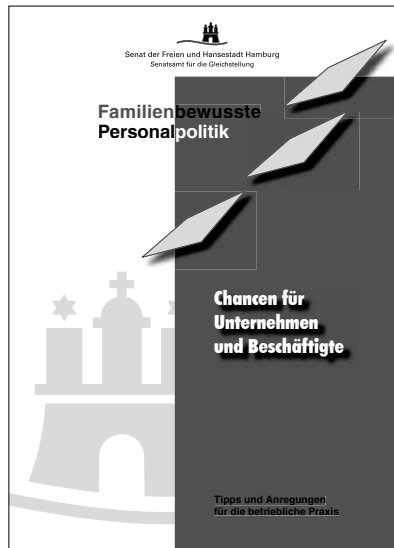 Senat der Freien und Hansestadt Hamburg
Senatsamt für die Gleichstellung
Familienbewusste
Personalpolitik
Chancen für
Unternehmen
und Beschäftigte
Tipps und Anregungen
für die betriebliche Praxis